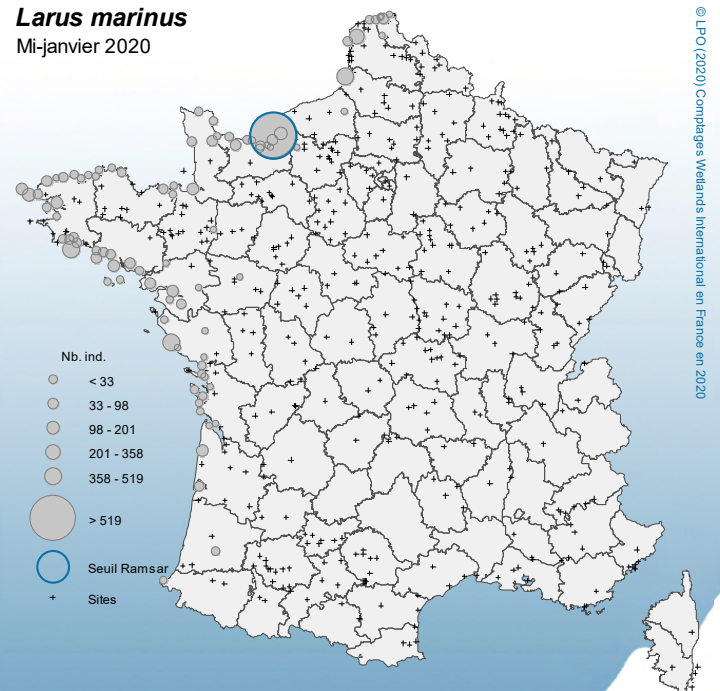 Larus marinus
Mi-janvier 2020
© LPO (2020) Comptages Wetlands International en France en 2020
Nb. ind.
< 33
33 - 98
98 - 201
201 - 358
358 - 519
> 519
Seuil Ramsar
Sites